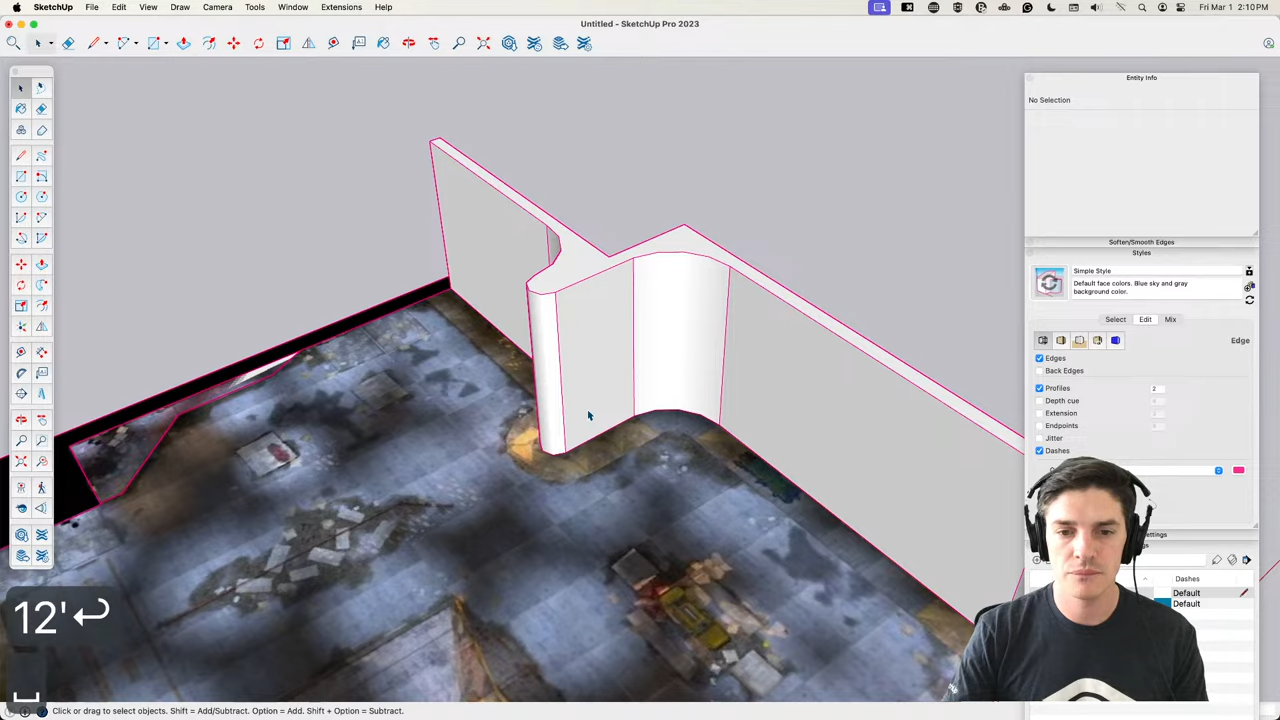 SketchUp File Edit View Draw Camera Tools Window Extensions Help
Fri Mar 1 2:10 PM
Untitled - SketchUp Pro 2023
Entity Info
No Selection
Soften/Smooth Edges
Styles
Simple Style
Default face colors. Blue sky and gray
background color.
Select Edit Mix
Edge
Edges
Back Edges
Profiles 2
Depth cue
Extension
Endpoints
Jitter
Dashes
ettings
Dashes
Default
Default
12'
Click or drag to select objects. Shift = Add/Subtract. Option = Add. Shift + Option = Subtract.